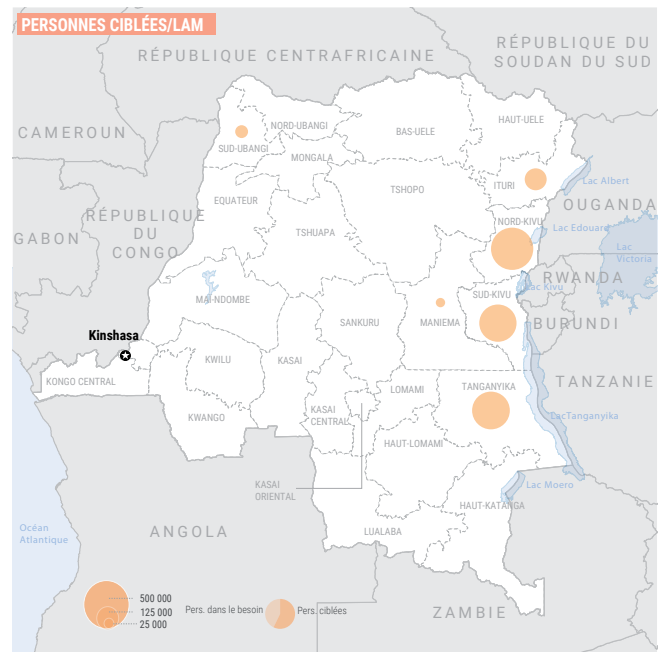 PERSONNES CIBLÉES/LAM
RÉPUBLIQUE CENTRAFRICAINE
RÉPUBLIQUE DU
SOUDAN DU SUD
CAMEROUN
NORD-UBANGI
SUD-UBANGI
BAS-UELE
HAUT-UELE
MONGALA
ITURI
Lac Albert
EQUATEUR
TSHOPO
OUGANDA
GABON
RÉPUBLIQUE
DU
CONGO
TSHUAPA
NORD-KIVU
Lac Edouard
Lac
Victoria
RWANDA
Lac Kivu
MAÏ-NDOMBE
SUD-KIVU
SANKURU
MANIEMA
BURUNDI
Kinshasa
KWILU
KASAI
KONGO CENTRAL
LOMAMI
TANGANYIKA
TANZANIE
KWANGO
KASAI
CENTRAL
LacTanganyika
HAUT-LOMAMI
KASAI
ORIENTAL
Lac Moero
HAUT-KATANGA
Océan
Atlantique
ANGOLA
LUALABA
ZAMBIE
500 000
125 000
25 000
Pers. dans le besoin
Pers. ciblées